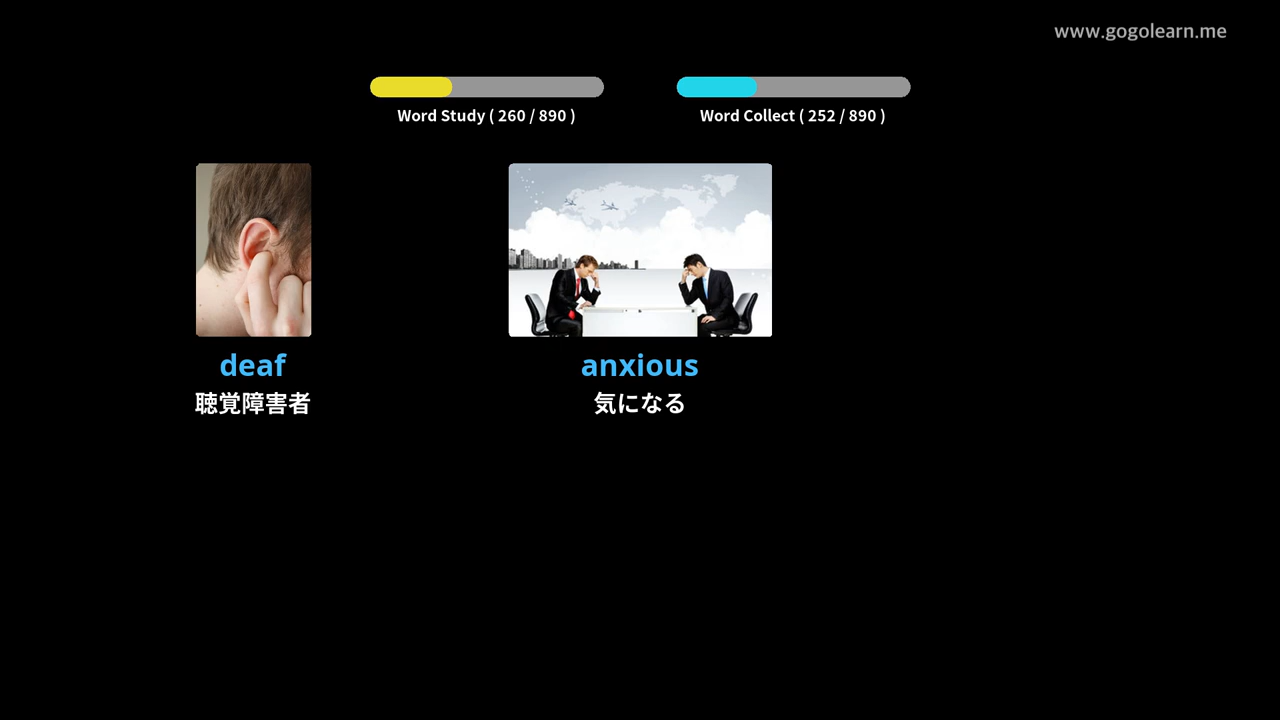 www.gogolearn.me
Word Study ( 260 / 890 )
Word Collect ( 252 / 890 )
deaf
聴覚障害者
anxious
気になる